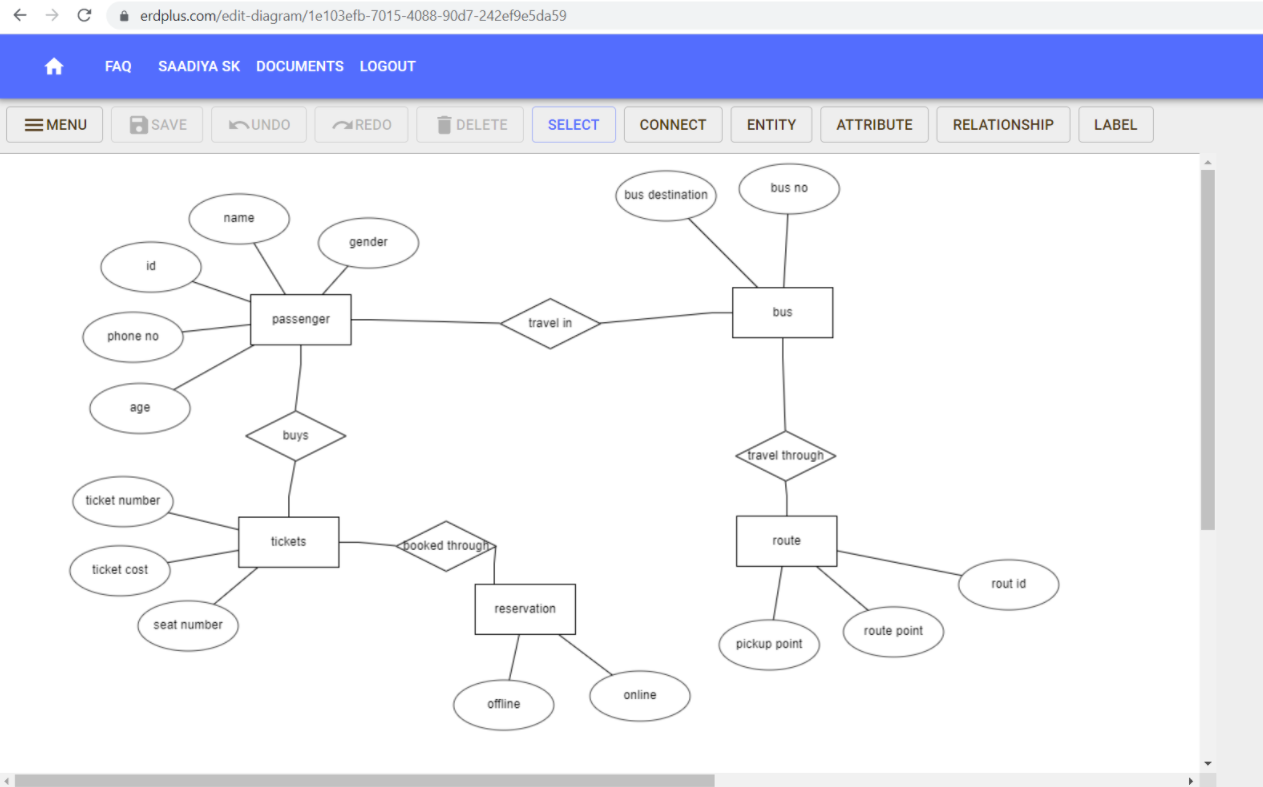 erdplus.com/edit-diagram/1e103efb-7015-4088-90d7-242ef9e5da59
FAQ SAADIYA SK DOCUMENTS LOGOUT
MENU SAVE UNDO REDO DELETE SELECT CONNECT ENTITY ATTRIBUTE RELATIONSHIP LABEL
bus destination
bus no
name
gender
id
passenger
travel in
bus
phone no
age
buys
travel through
ticket number
tickets
booked through
route
ticket cost
rout id
reservation
seat number
route point
pickup point
offline
online